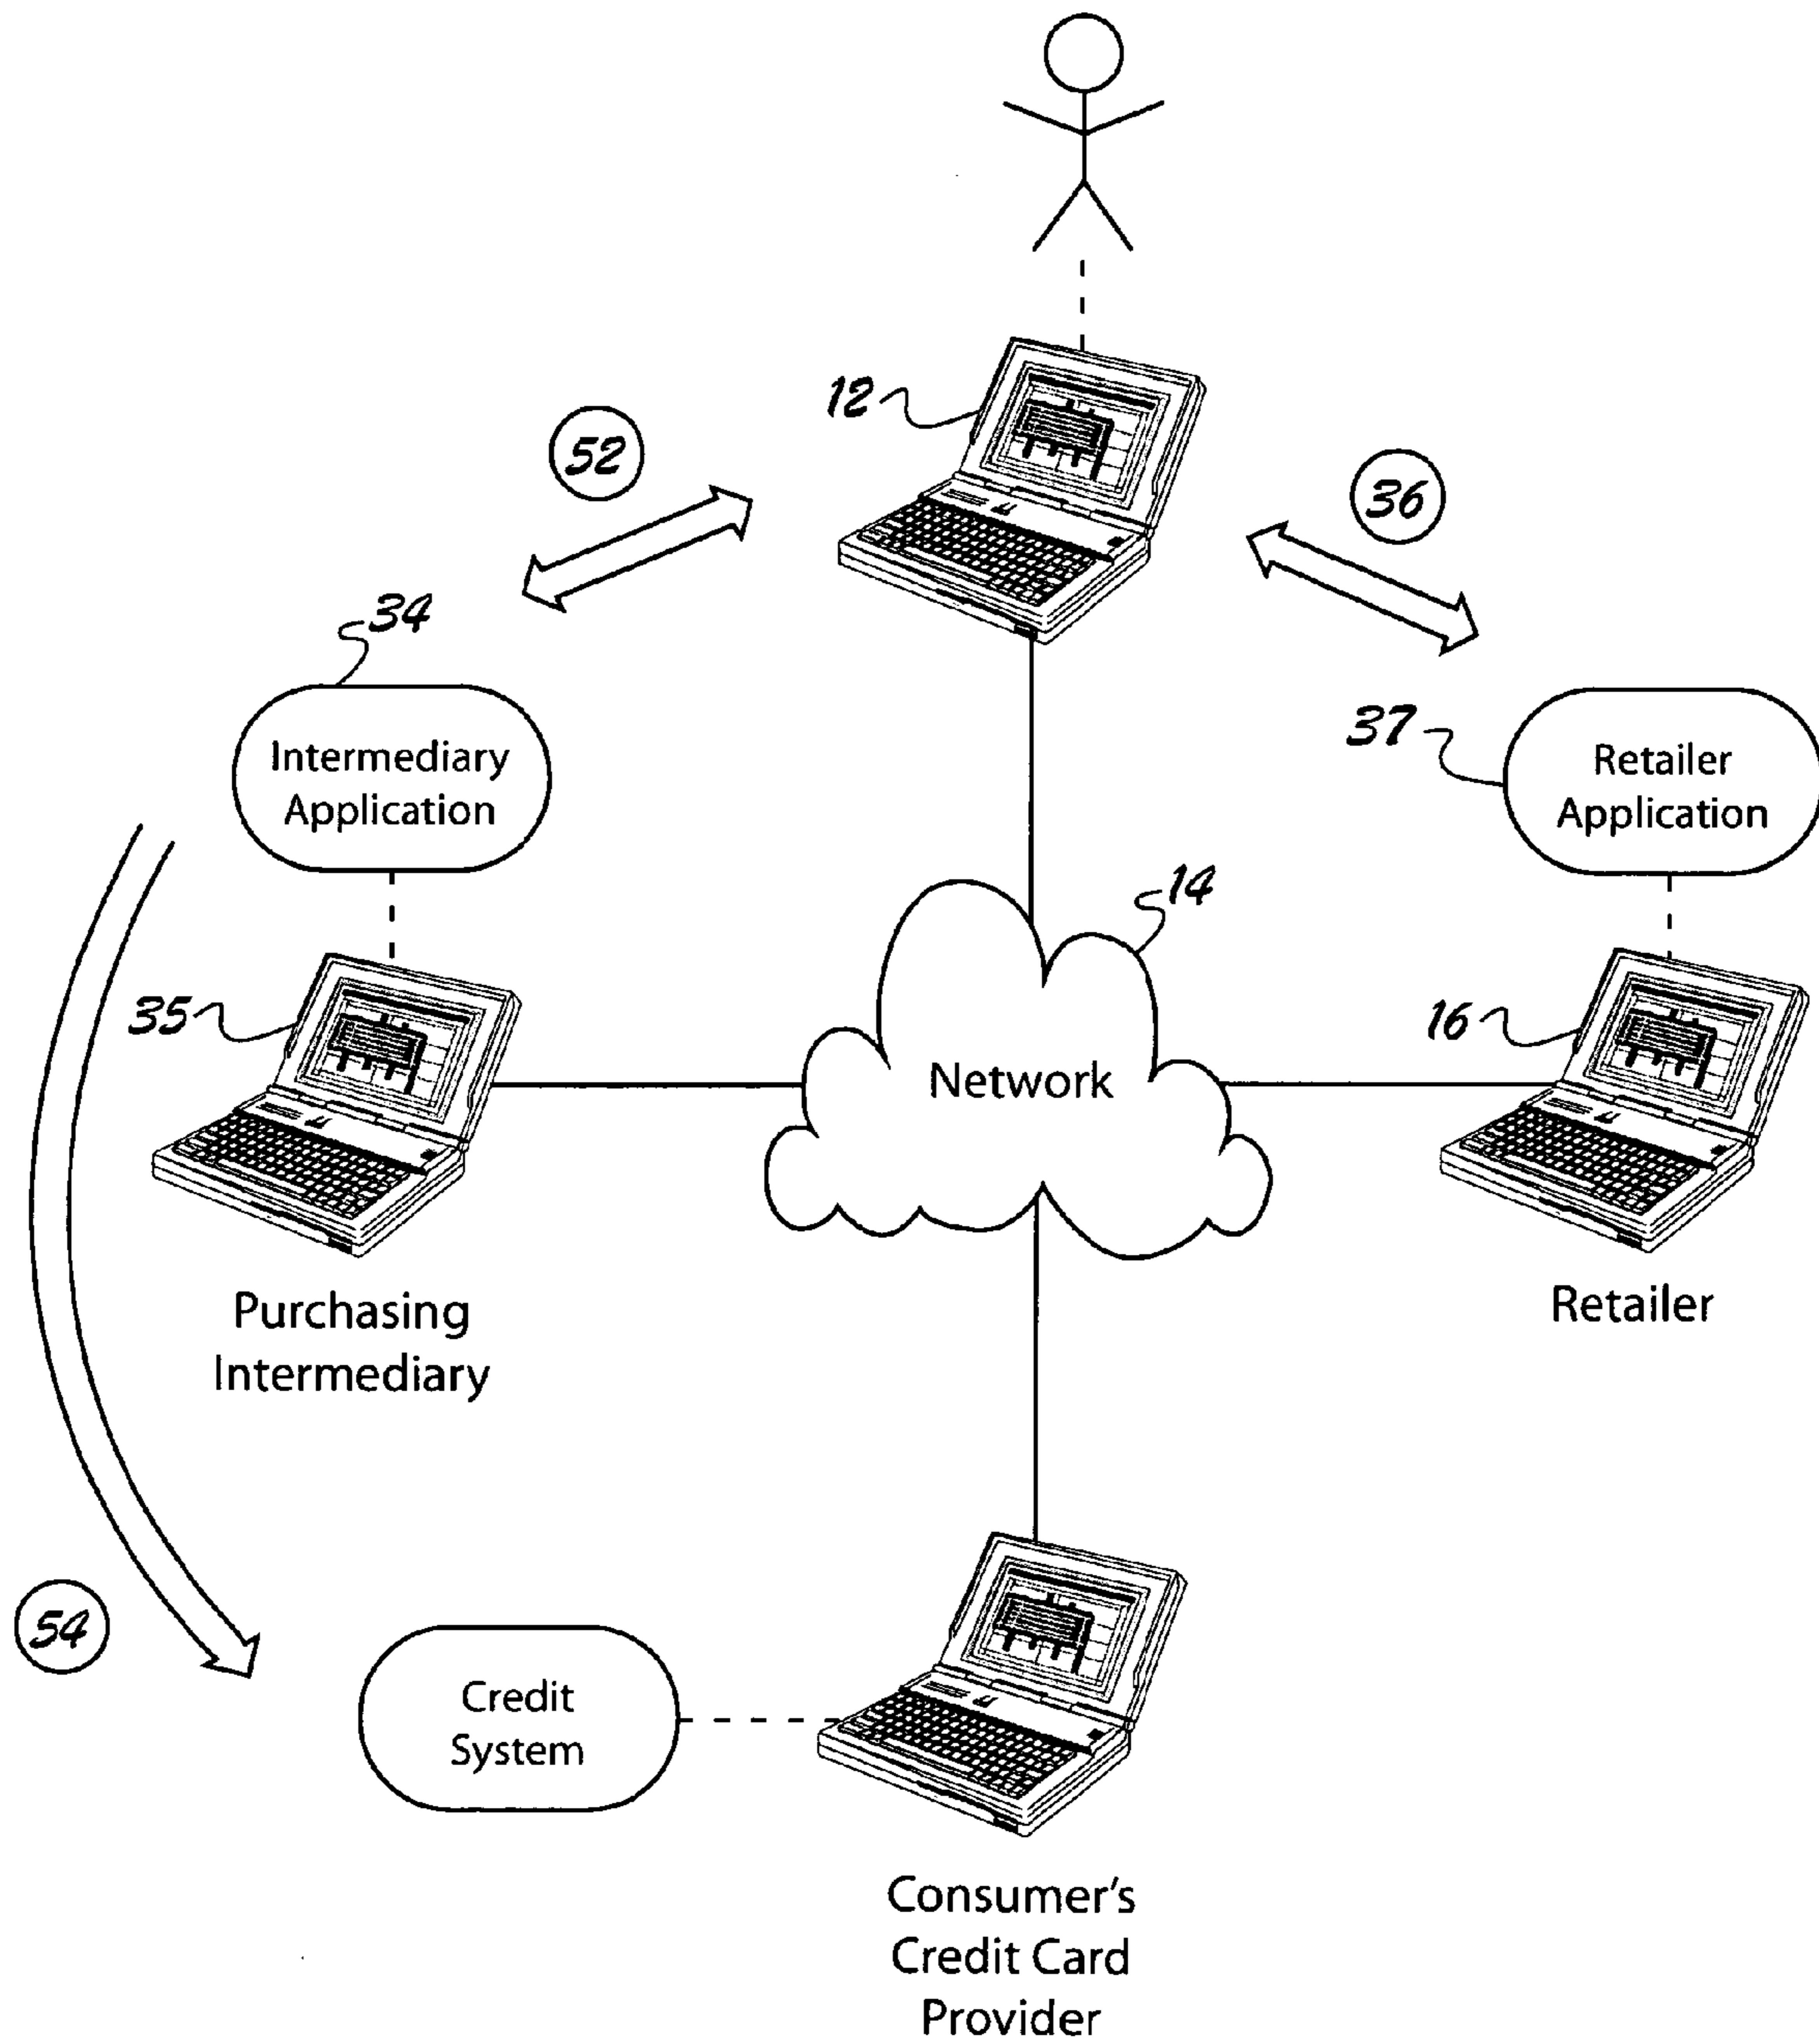 12
52
36
34
Intermediary
Application
37
Retailer
Application
14
35
16
Network
Purchasing
Intermediary
Retailer
54
Credit
System
Consumer's
Credit Card
Provider